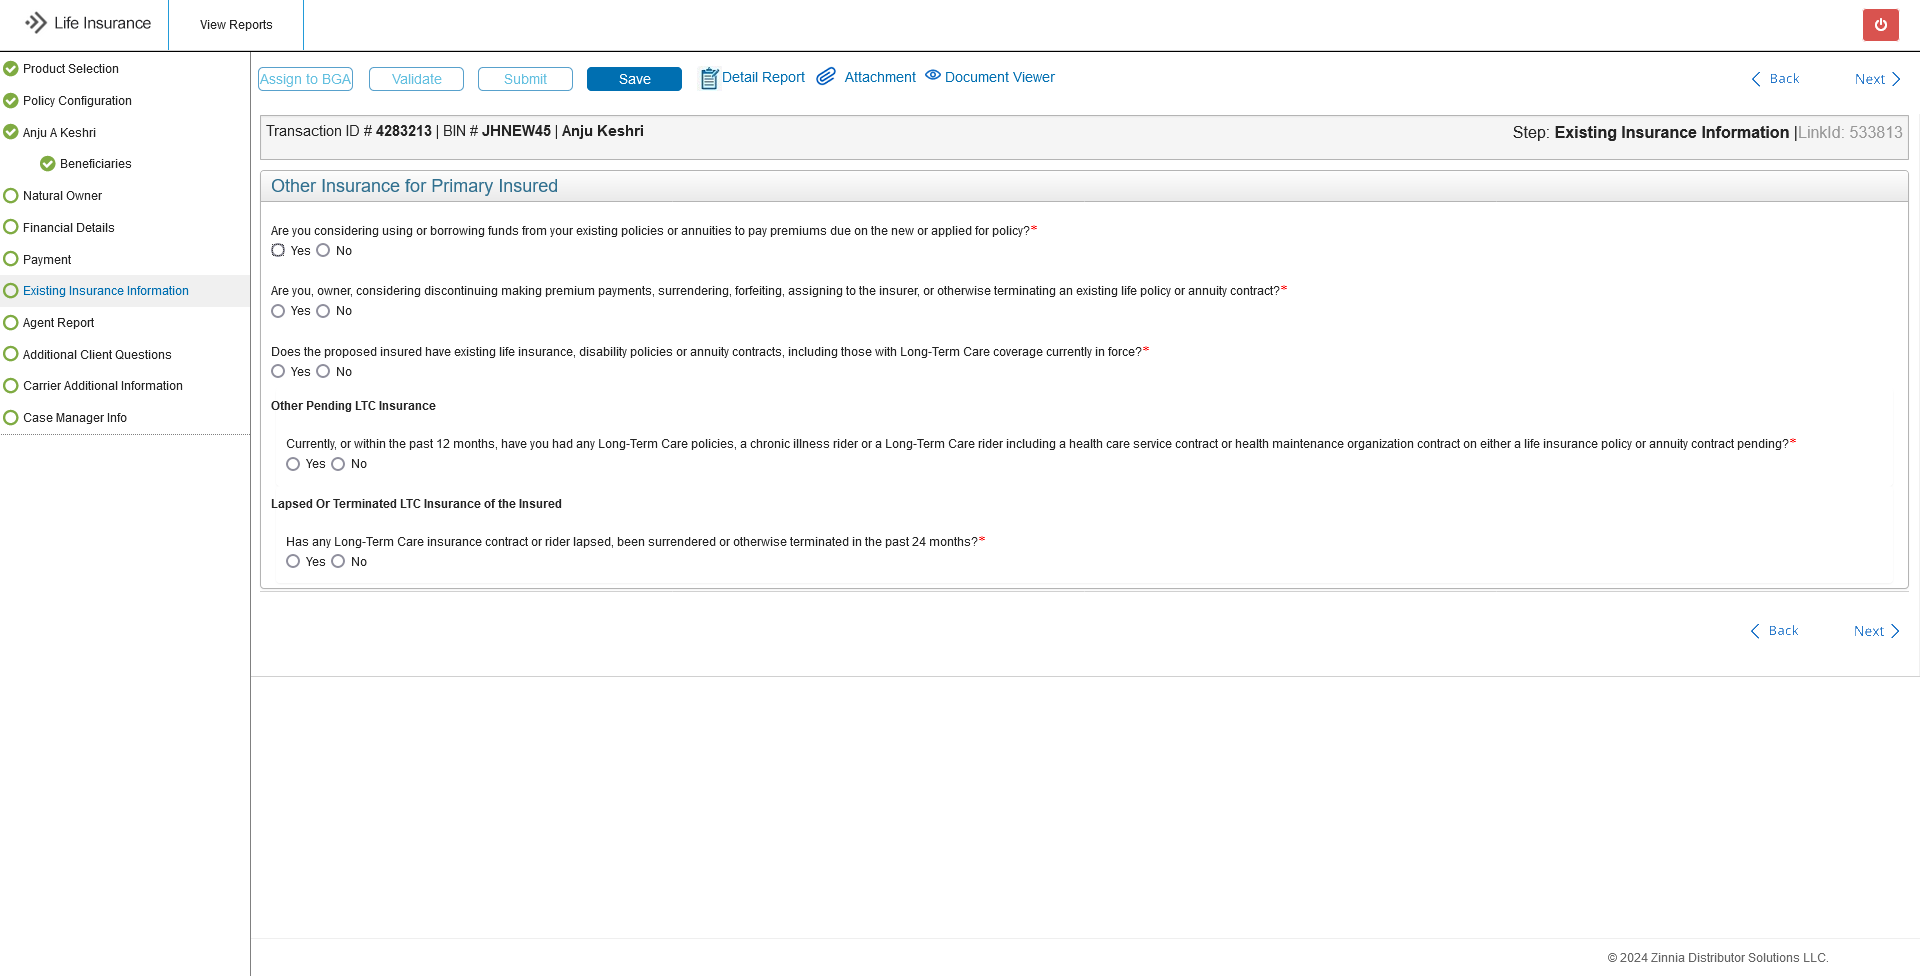 Life Insurance
View Reports
Product Selection
Policy Configuration
Anju A Keshri
Beneficiaries
Natural Owner
Financial Details
Payment
Existing Insurance Information
Agent Report
Additional Client Questions
Carrier Additional Information
Case Manager Info
Assign to BGA Validate Submit Save Detail Report Attachment Document Viewer Back Next
Transaction ID # 4283213 | BIN # JHNEW45 | Anju Keshri
Step: Existing Insurance Information |LinkId: 533813
Other Insurance for Primary Insured
Are you considering using or borrowing funds from your existing policies or annuities to pay premiums due on the new or applied for policy?*
Yes No
Are you, owner, considering discontinuing making premium payments, surrendering, forfeiting, assigning to the insurer, or otherwise terminating an existing life policy or annuity contract?*
Yes No
Does the proposed insured have existing life insurance, disability policies or annuity contracts, including those with Long-Term Care coverage currently in force?*
Yes No
Other Pending LTC Insurance
Currently, or within the past 12 months, have you had any Long-Term Care policies, a chronic illness rider or a Long-Term Care rider including a health care service contract or health maintenance organization contract on either a life insurance policy or annuity contract pending?*
Yes No
Lapsed Or Terminated LTC Insurance of the Insured
Has any Long-Term Care insurance contract or rider lapsed, been surrendered or otherwise terminated in the past 24 months?*
Yes No
Back Next
© 2024 Zinnia Distributor Solutions LLC.